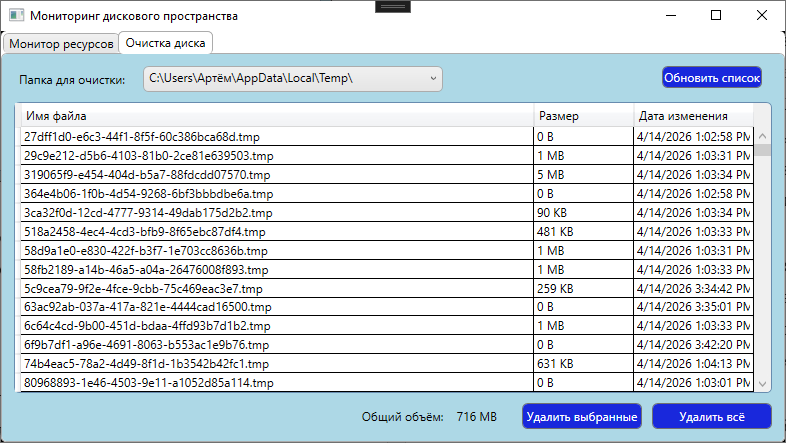 Мониторинг дискового пространства
Монитор ресурсов Очистка диска
Папка для очистки: C:\Users\Артём\AppData\Local\Temp\ Обновить список
Имя файла Размер Дата изменения
27dff1d0-e6c3-44f1-8f5f-60c386bca68d.tmp 0 B 4/14/2026 1:02:58 PM
29c9e212-d5b6-4103-81b0-2ce81e639503.tmp 1 MB 4/14/2026 1:03:31 PM
319065f9-e454-404d-b5a7-88fdcdd07570.tmp 5 MB 4/14/2026 1:03:34 PM
364e4b06-1f0b-4d54-9268-6bf3bbbdbe6a.tmp 0 B 4/14/2026 1:02:58 PM
3ca32f0d-12cd-4777-9314-49dab175d2b2.tmp 90 KB 4/14/2026 1:03:34 PM
518a2458-4ec4-4cd3-bfb9-8f65ebc87df4.tmp 481 KB 4/14/2026 1:03:33 PM
58d9a1e0-e830-422f-b3f7-1e703cc8636b.tmp 1 MB 4/14/2026 1:03:31 PM
58fb2189-a14b-46a5-a04a-26476008f893.tmp 1 MB 4/14/2026 1:03:33 PM
5c9cea79-9f2e-4fce-9cbb-75c469eac3e7.tmp 259 KB 4/14/2026 3:34:42 PM
63ac92ab-037a-417a-821e-4444cad16500.tmp 0 B 4/14/2026 3:35:01 PM
6c64c4cd-9b00-451d-bdaa-4ffd93b7d1b2.tmp 1 MB 4/14/2026 1:03:33 PM
6f9b7df1-a96e-4691-8063-b553ac1e9b76.tmp 0 B 4/14/2026 3:42:20 PM
74b4eac5-78a2-4d49-8f1d-1b3542b42fc1.tmp 631 KB 4/14/2026 1:04:13 PM
80968893-1e46-4503-9e11-a1052d85a114.tmp 0 B 4/14/2026 1:03:01 PM
Общий объём: 716 MB Удалить выбранные Удалить всё